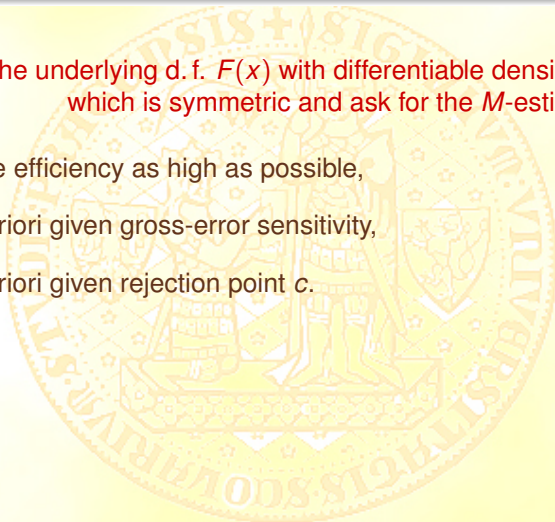 he underlying d. f. F(x) with differentiable densi
which is symmetric and ask for the M-esti
e efficiency as high as possible,
riori given gross-error sensitivity,
riori given rejection point c.